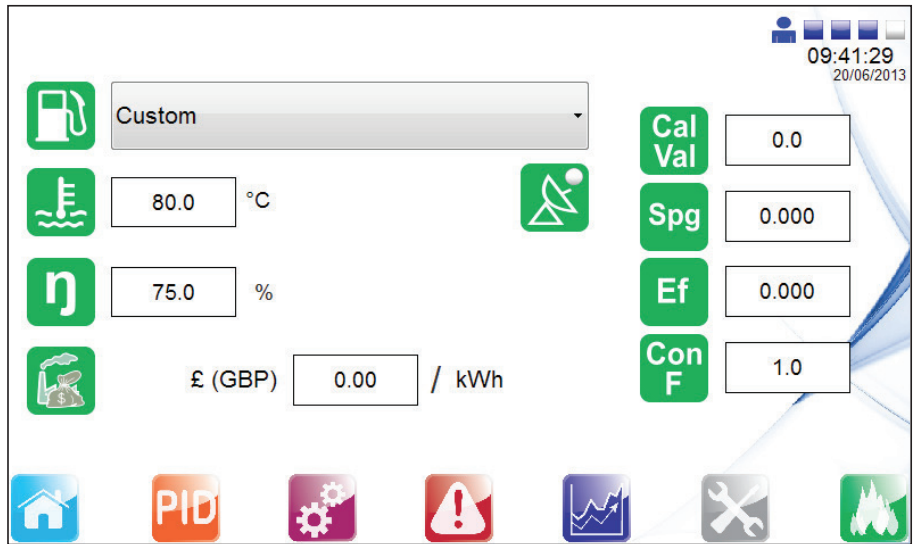 09:41:29
20/06/2013
Custom
Cal
Val
0.0
80.0 °C
Spg
0.000
ŋ
75.0 %
Ef
0.000
£ (GBP) 0.00 / kWh
$
Con
F
1.0
PID
!